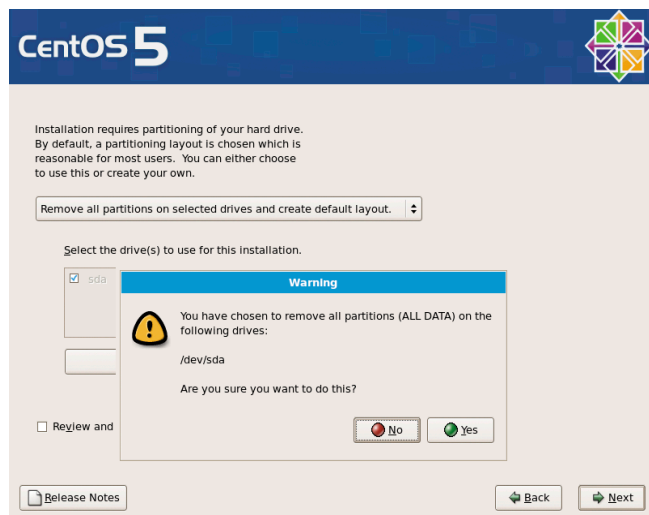 CentOS 5
Installation requires partitioning of your hard drive.
By default, a partitioning layout is chosen which is
reasonable for most users. You can either choose
to use this or create your own.
Remove all partitions on selected drives and create default layout.
Select the drive(s) to use for this installation.
sda
Warning
You have chosen to remove all partitions (ALL DATA) on the
following drives:
/dev/sda
Are you sure you want to do this?
No
Yes
Review and
Release Notes
Back
Next